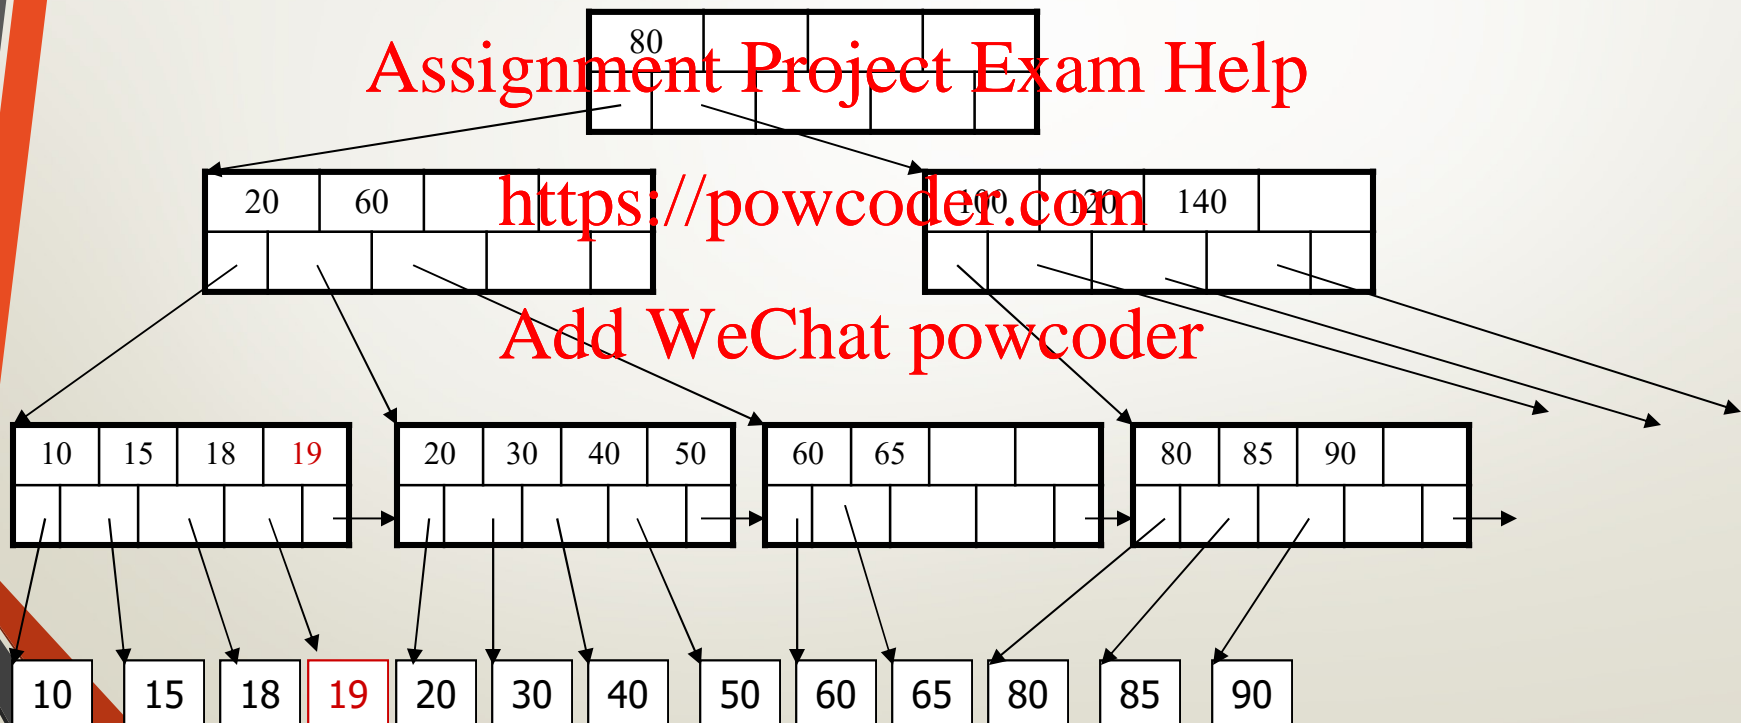 80
Assignment Project Exam Help
20 60 100 120 140
https://powcoder.com
Add WeChat powcoder
10 15 18 19 20 30 40 50 60 65 80 85 90
10 15 18 19 20 30 40 50 60 65 80 85 90